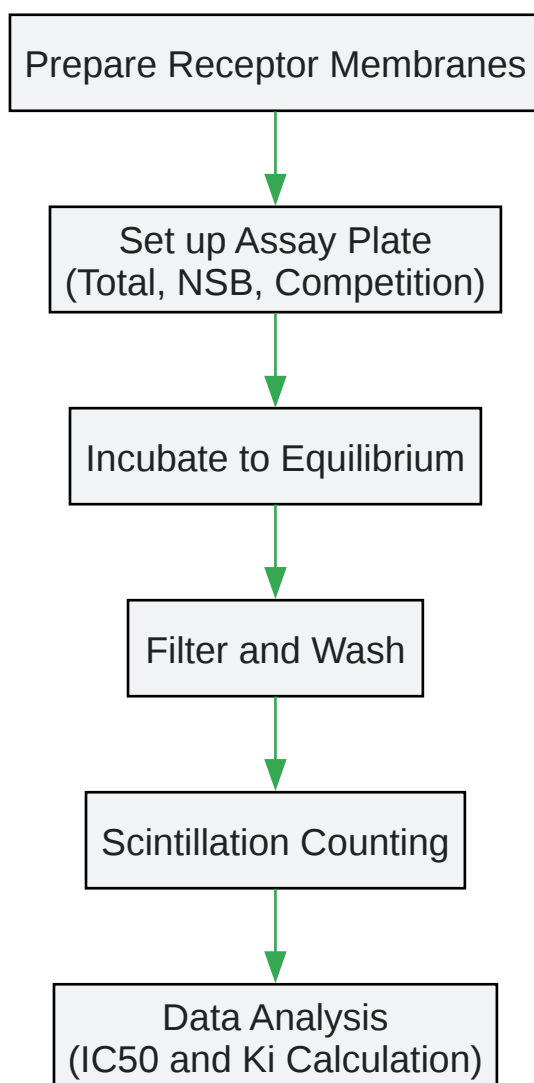 Prepare Receptor Membranes
Set up Assay Plate
(Total, NSB, Competition)
Incubate to Equilibrium
Filter and Wash
Scintillation Counting
Data Analysis
(IC50 and Ki Calculation)